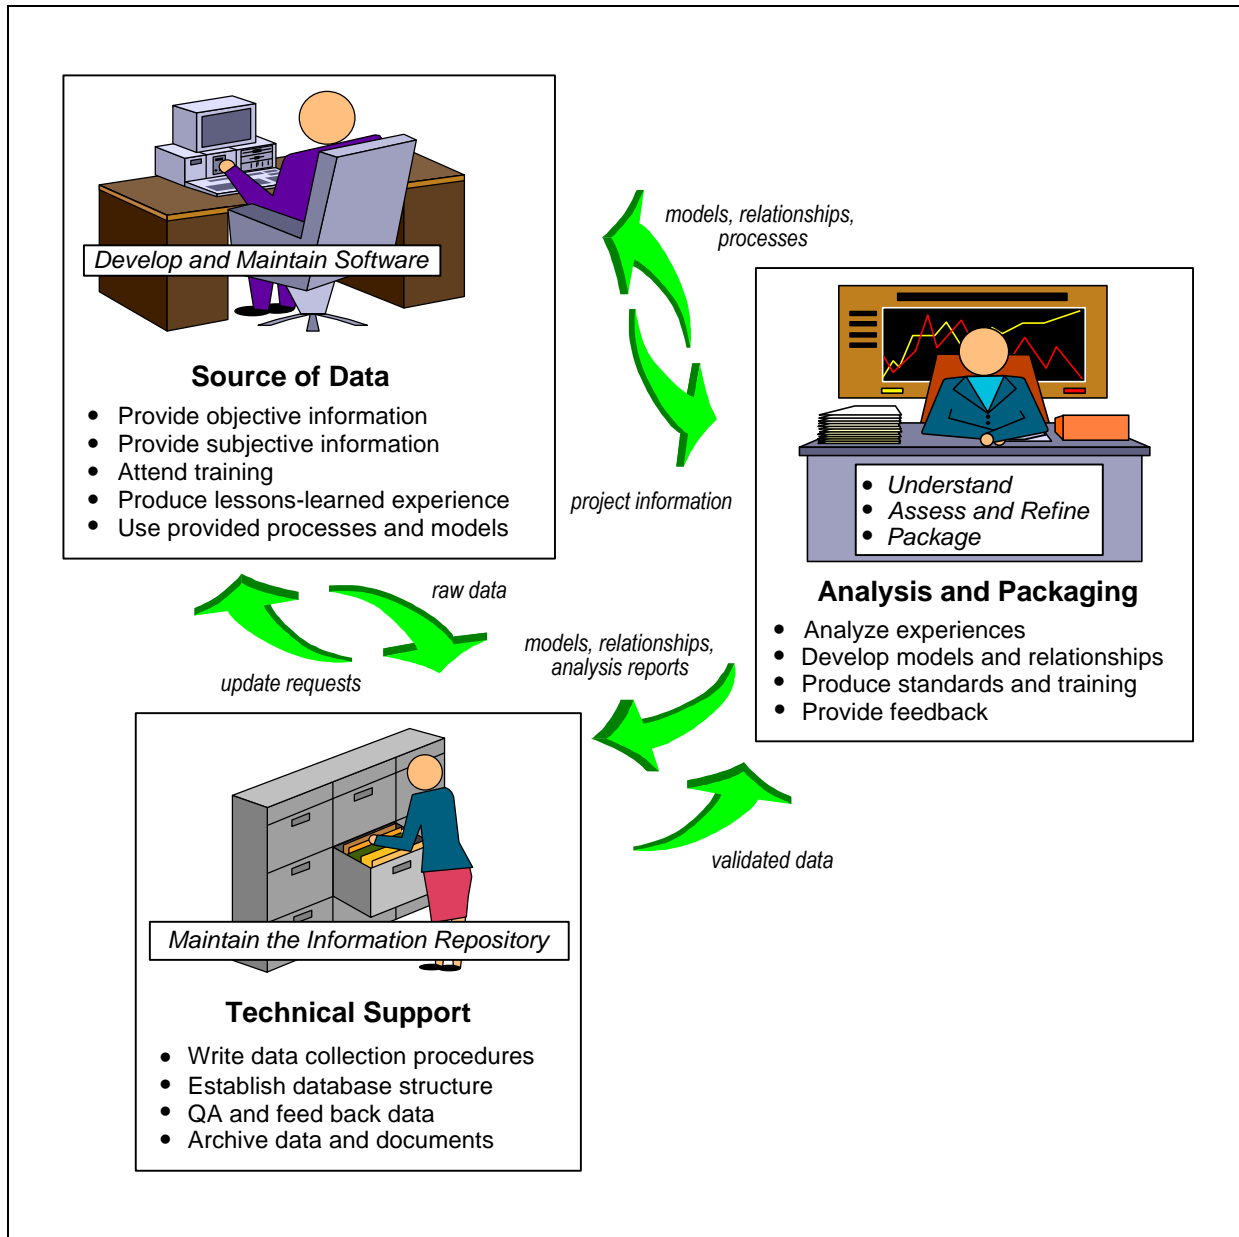 Develop and Maintain Software
Source of Data
• Provide objective information
• Provide subjective information
• Attend training
• Produce lessons-learned experience
• Use provided processes and models
models, relationships,
processes
project information
• Understand
• Assess and Refine
• Package
Analysis and Packaging
• Analyze experiences
• Develop models and relationships
• Produce standards and training
• Provide feedback
raw data
update requests
models, relationships,
analysis reports
validated data
Maintain the Information Repository
Technical Support
• Write data collection procedures
• Establish database structure
• QA and feed back data
• Archive data and documents